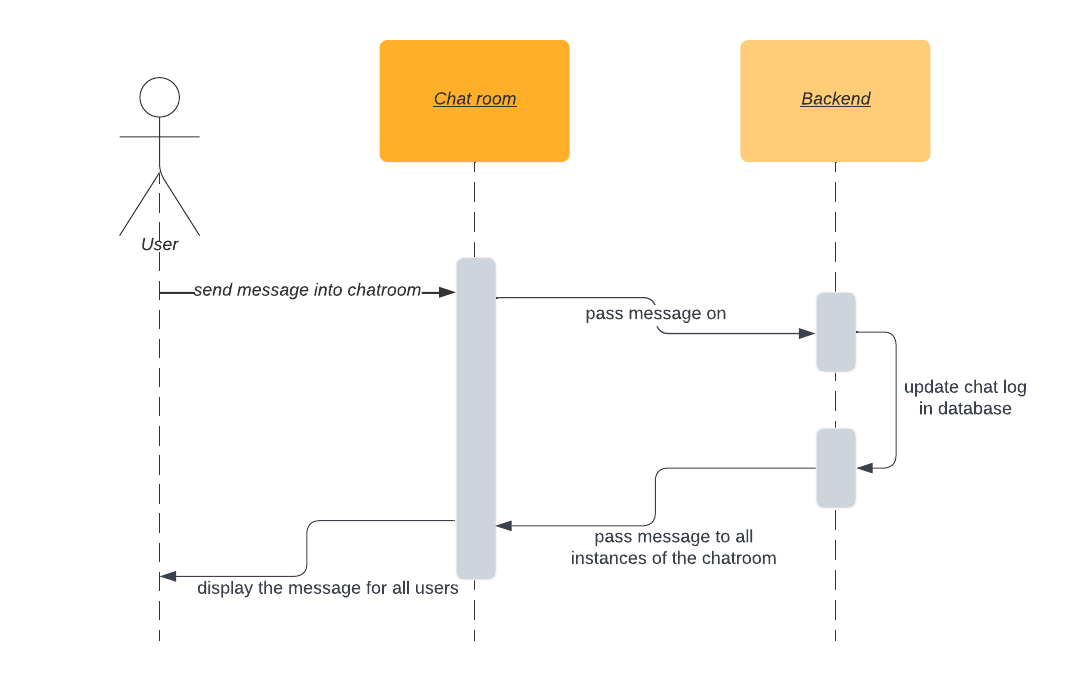 Chat room
Backend
User
send message into chatroom
pass message on
update chat log
in database
pass message to all
instances of the chatroom
display the message for all users